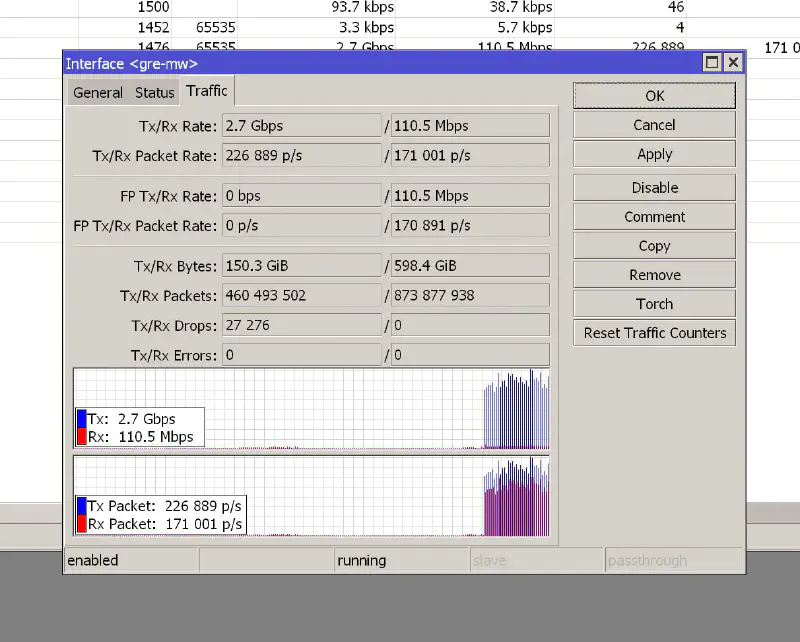 1500 93.7 kbps 38.7 kbps 46
1452 65535 3.3 kbps 5.7 kbps 4
1476 65535 2.7 Gbps 110.5 Mbps 226 889 171 0
Interface <gre-mw>
General Status Traffic
Tx/Rx Rate: 2.7 Gbps / 110.5 Mbps
Tx/Rx Packet Rate: 226 889 p/s / 171 001 p/s
FP Tx/Rx Rate: 0 bps / 110.5 Mbps
FP Tx/Rx Packet Rate: 0 p/s / 170 891 p/s
Tx/Rx Bytes: 150.3 GiB / 598.4 GiB
Tx/Rx Packets: 460 493 502 / 873 877 938
Tx/Rx Drops: 27 276 / 0
Tx/Rx Errors: 0 / 0
Tx: 2.7 Gbps
Rx: 110.5 Mbps
Tx Packet: 226 889 p/s
Rx Packet: 171 001 p/s
OK
Cancel
Apply
Disable
Comment
Copy
Remove
Torch
Reset Traffic Counters
enabled running slave passthrough